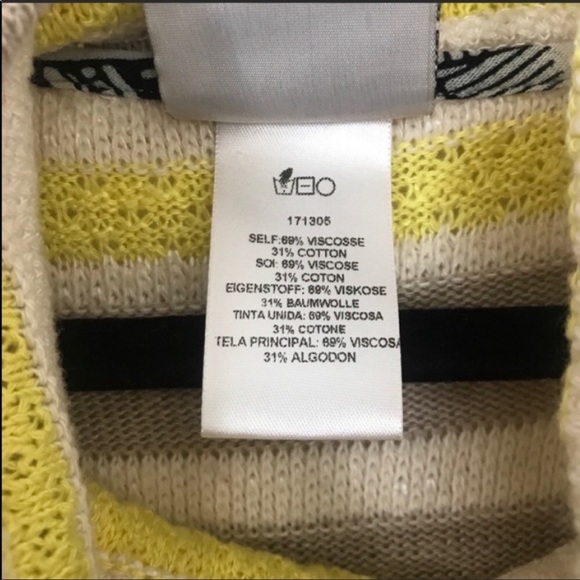 171305
SELF:69% VISCOSSE
31% COTTON
SOI: 69% VISCOSE
31% COTON
EIGENSTOFF: 69% VISKOSE
31% BAUMWOLLE
TINTA UNIDA: 69% VISCOSA
31% COTONE
TELA PRINCIPAL: 69% VISCOSA
31% ALGODON